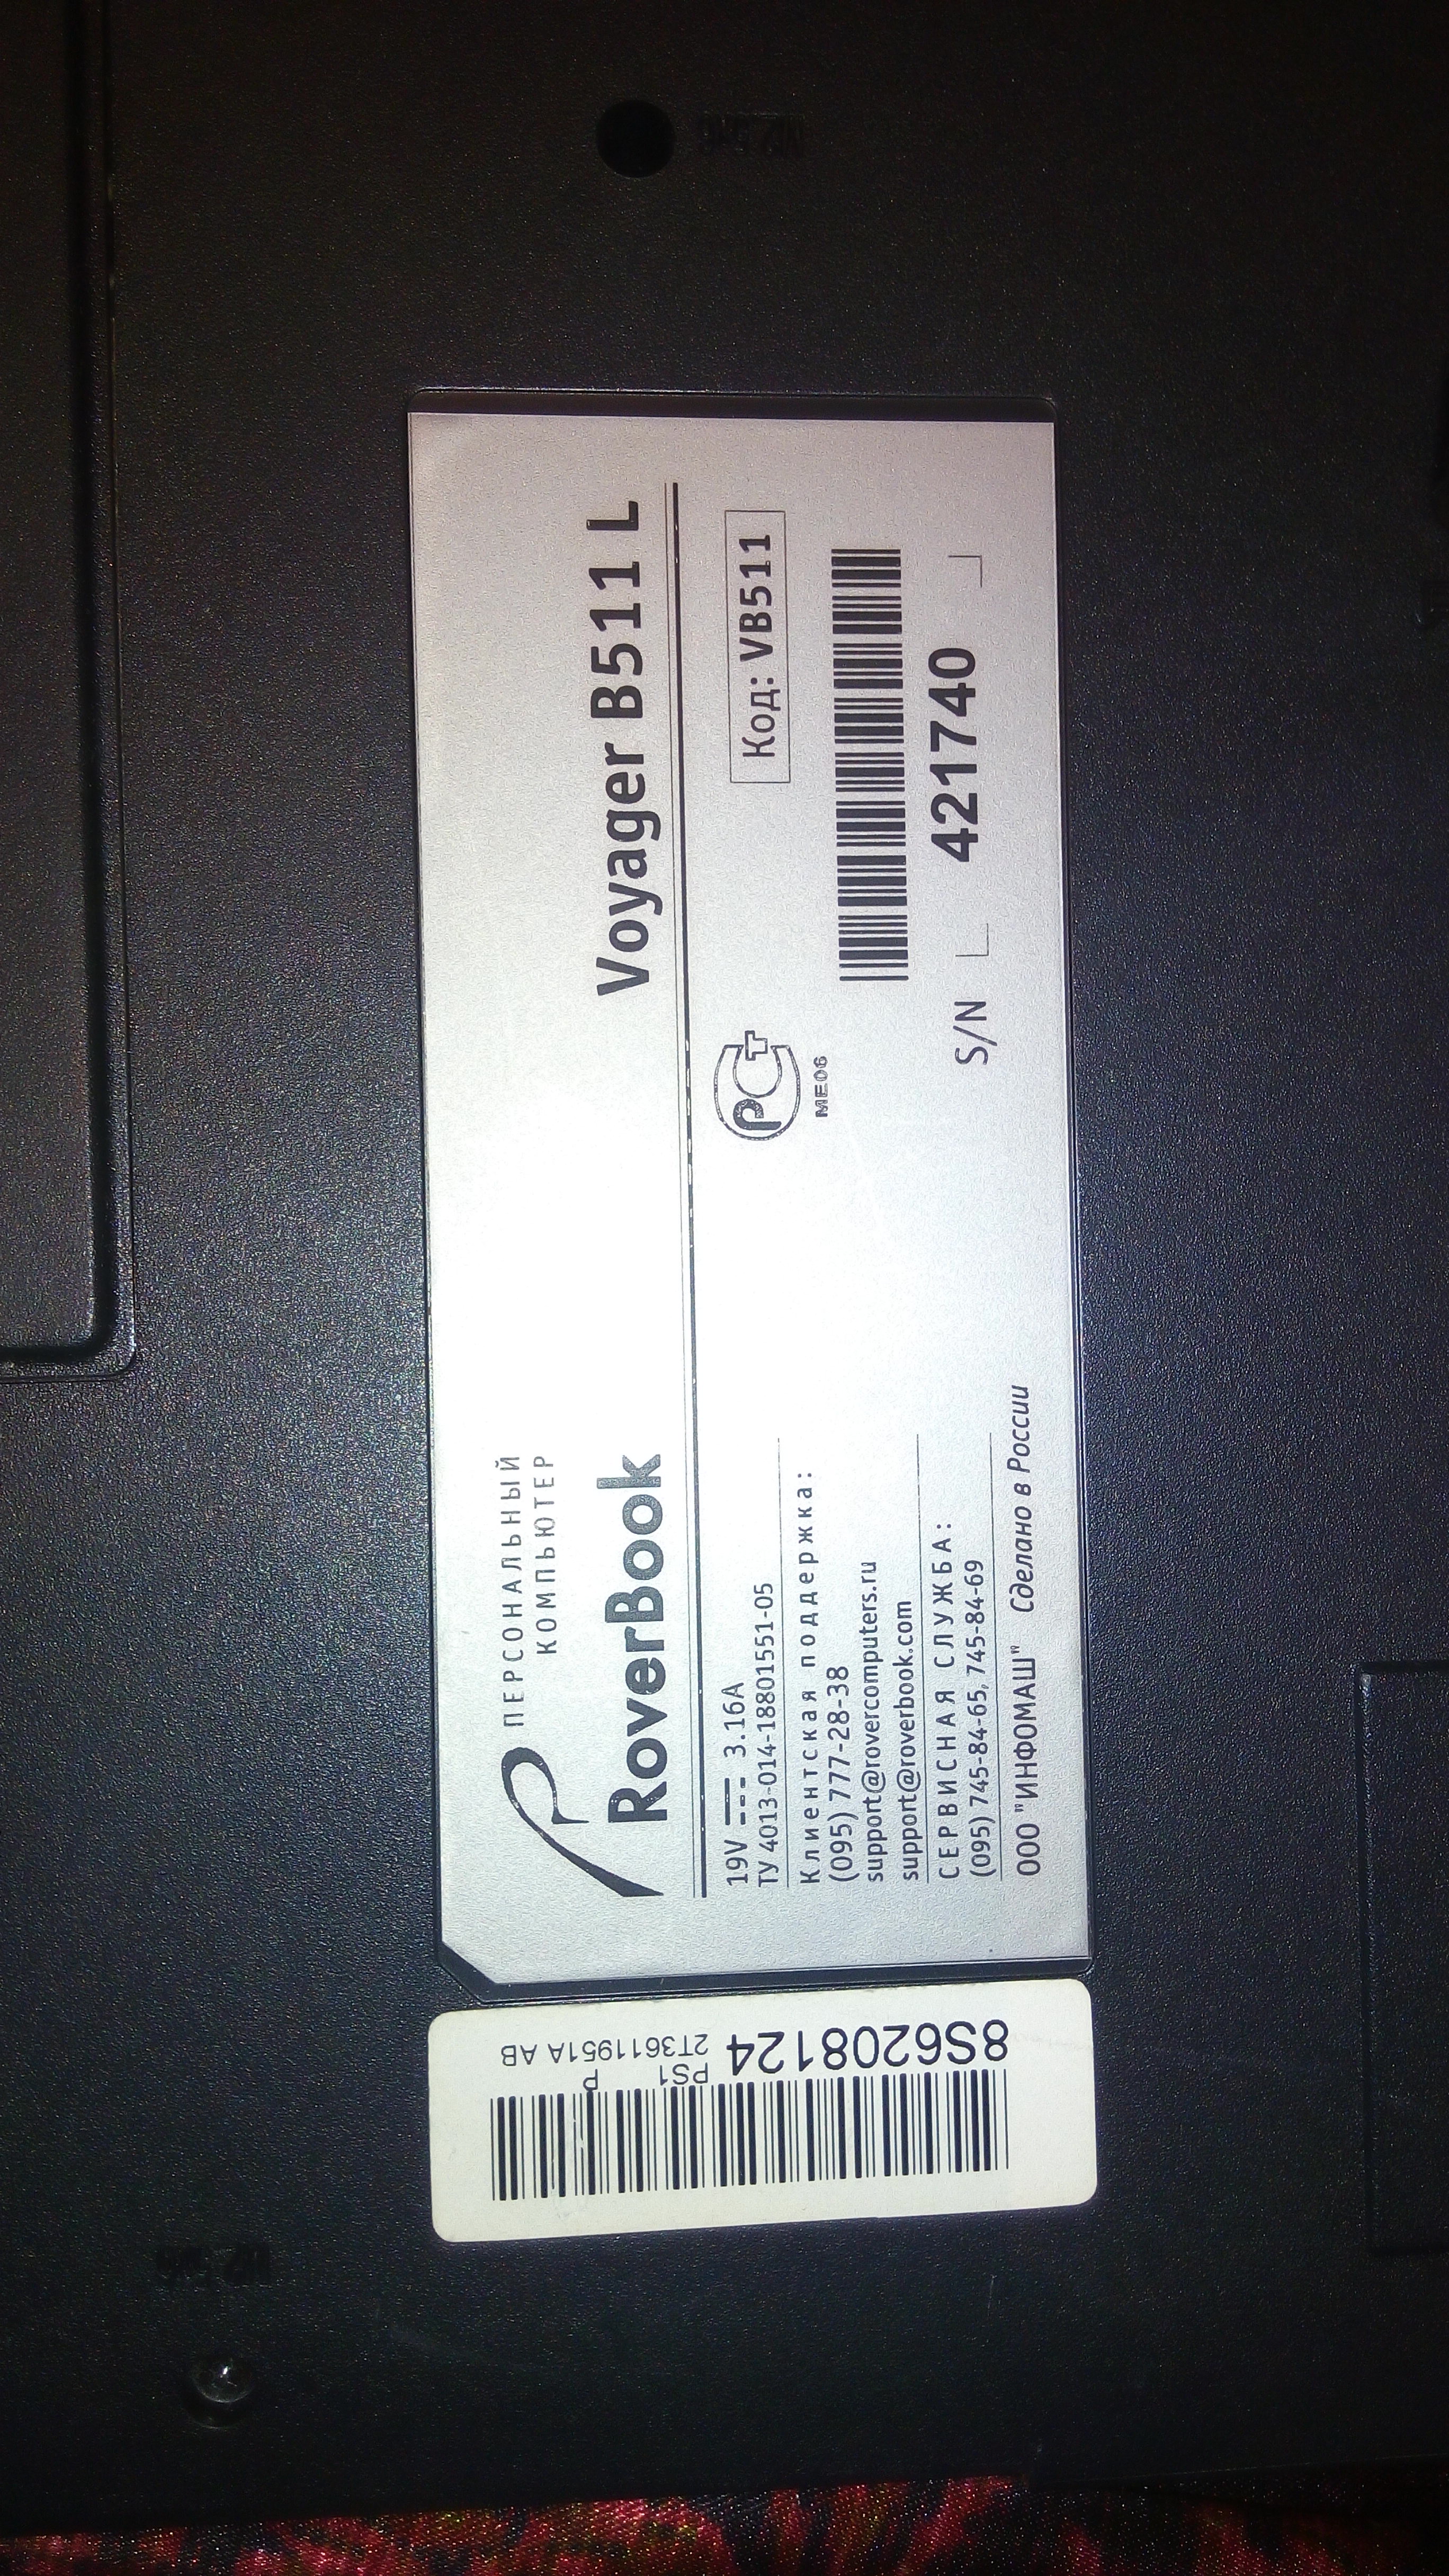 ПЕРСОНАЛЬНЫЙ
КОМПЬЮТЕР
RoverBook
Voyager B511 L
19V 3.16A
ТУ 4013-014-18801551-05
Клиентская поддержка:
(095) 777-28-38
support@rovercomputers.ru
support@roverbook.com
СЕРВИСНАЯ СЛУЖБА:
(095) 745-84-65, 745-84-69
ООО "ИНФОМАШ" Сделано в России
РСТ
ME06
Код: VB511
S/N 421740
PS1 P
2T3611951A AB
8S6208124